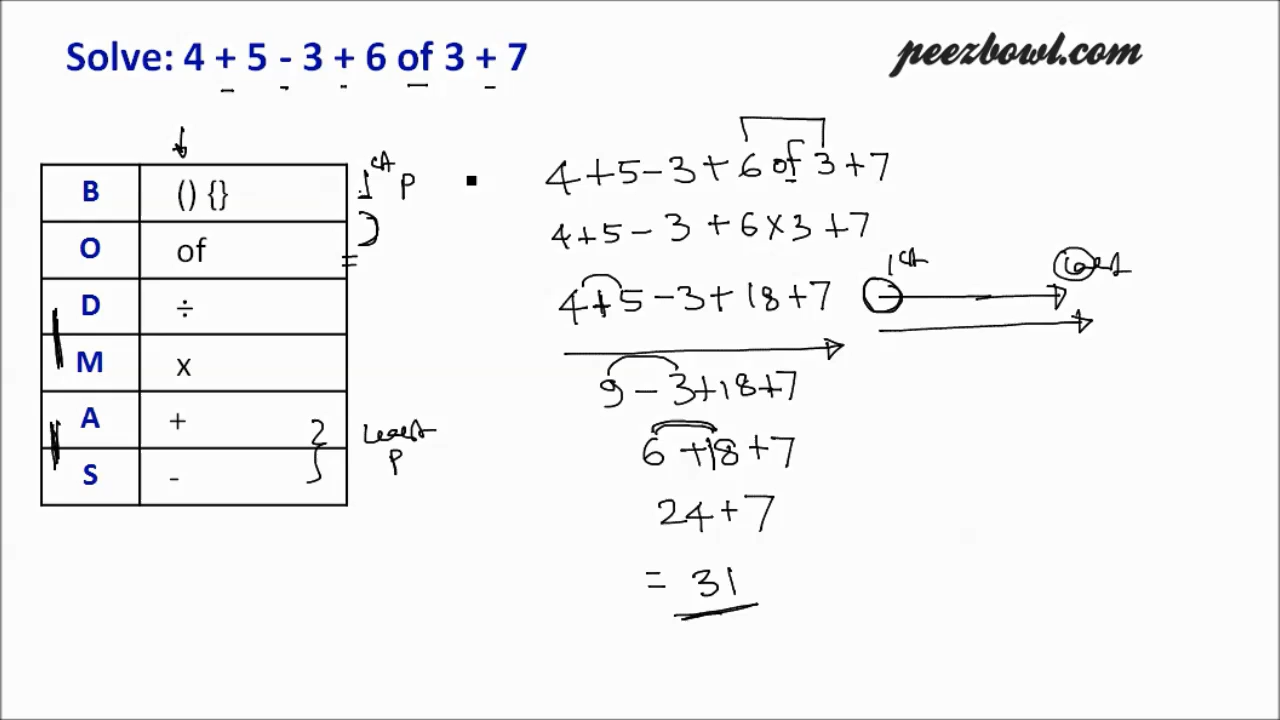 Solve: 4 + 5 - 3 + 6 of 3 + 7
peezbowl.com
B () {}
O of
D ÷
M x
A +
S -
1st P
2
=
least
P
4+5-3+6 of 3+7
4+5-3+6×3+7
4+5-3+18+7
1st
9-3+18+7
6+18+7
24+7
= 31